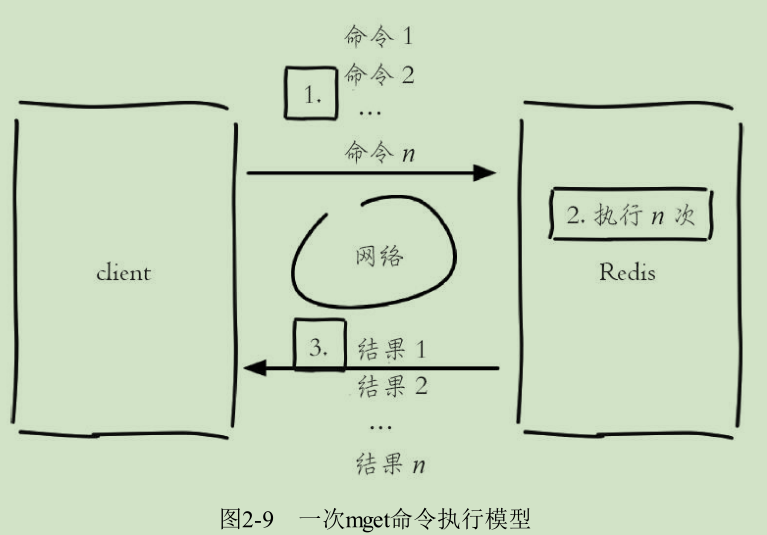 命令 1
命令 2
1.
…
命令 n
2. 执行 n 次
client
网络
Redis
3.
结果 1
结果 2
…
结果 n
图2-9 一次mget命令执行模型